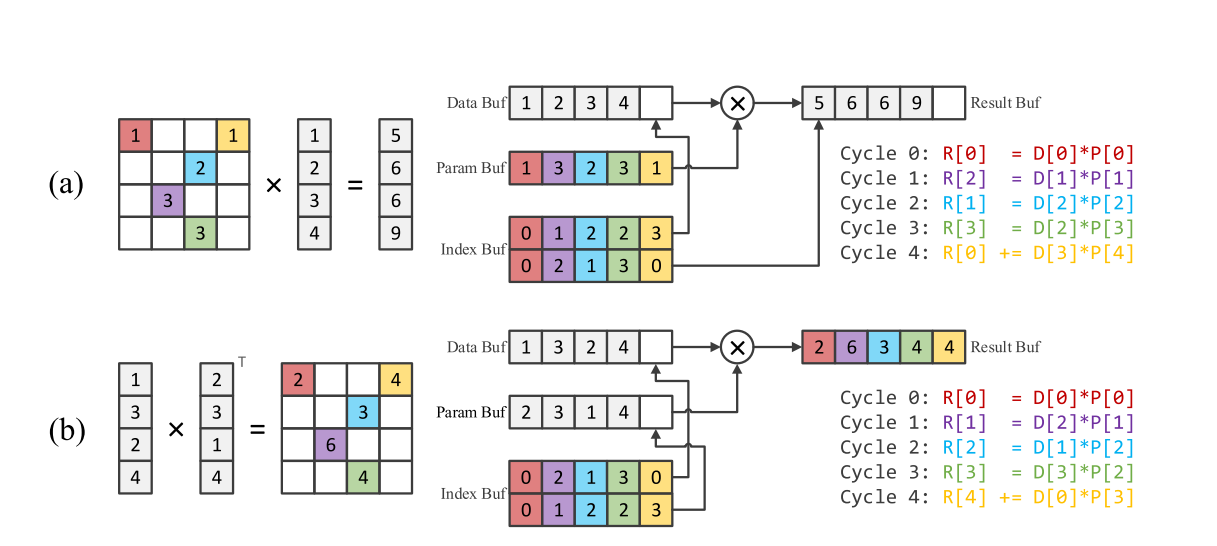 (a)
1 1
2
3
3
×
1
2
3
4
=
5
6
6
9
Data Buf 1 2 3 4
×
5 6 6 9 Result Buf
Param Buf 1 3 2 3 1
Index Buf
0 1 2 2 3
0 2 1 3 0
Cycle 0: R[0] = D[0]*P[0]
Cycle 1: R[2] = D[1]*P[1]
Cycle 2: R[1] = D[2]*P[2]
Cycle 3: R[3] = D[2]*P[3]
Cycle 4: R[0] += D[3]*P[4]
(b)
1
3
2
4
×
2
3
1
4
T
=
2 4
3
6
4
Data Buf 1 3 2 4
×
2 6 3 4 4 Result Buf
Param Buf 2 3 1 4
Index Buf
0 2 1 3 0
0 1 2 2 3
Cycle 0: R[0] = D[0]*P[0]
Cycle 1: R[1] = D[2]*P[1]
Cycle 2: R[2] = D[1]*P[2]
Cycle 3: R[3] = D[3]*P[2]
Cycle 4: R[4] += D[0]*P[3]